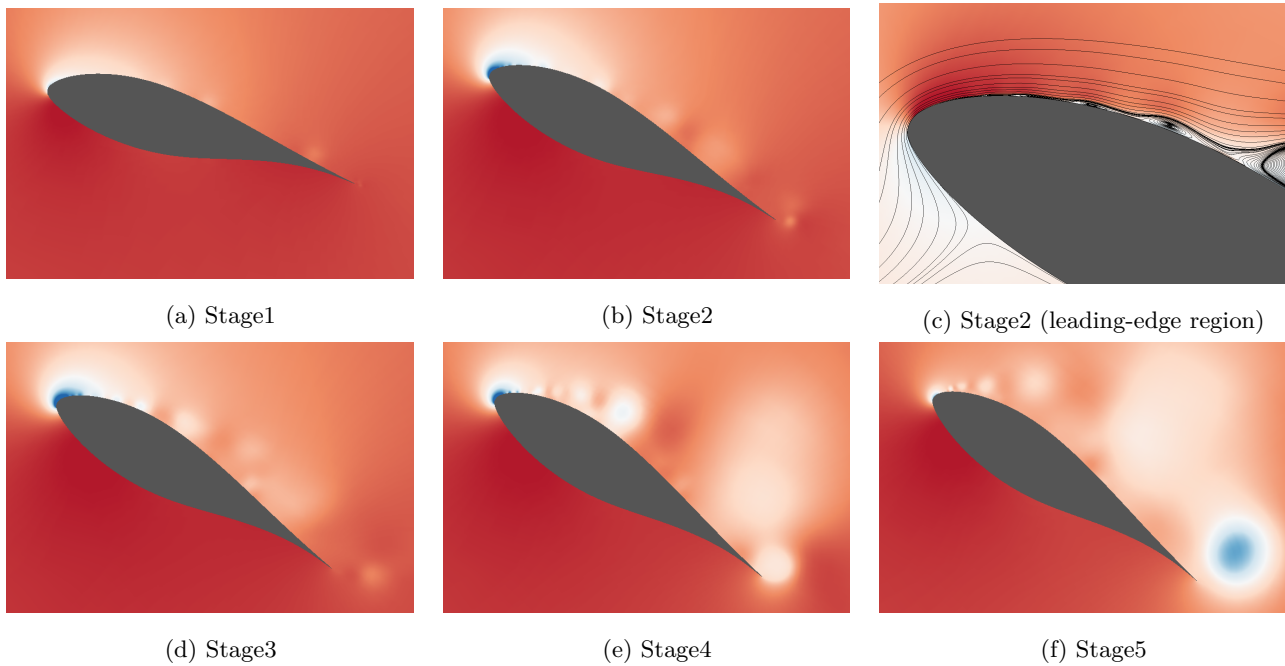 (a) Stage1
(b) Stage2
(c) Stage2 (leading-edge region)
(d) Stage3
(e) Stage4
(f) Stage5